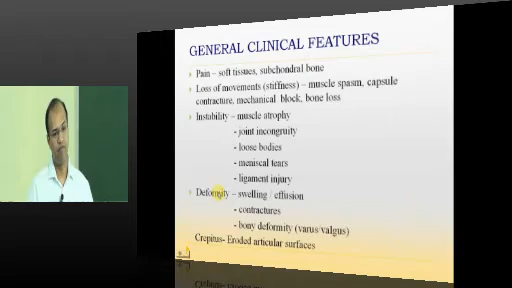 GENERAL CLINICAL FEATURES
Pain – soft tissues, subchondral bone
Loss of movements (stiffness) – muscle spasm, capsule
contracture, mechanical block, bone loss
Instability – muscle atrophy
- joint incongruity
- loose bodies
- meniscal tears
- ligament injury
Deformity – swelling / effusion
- contractures
- bony deformity (varus/valgus)
Crepitus- Eroded articular surfaces